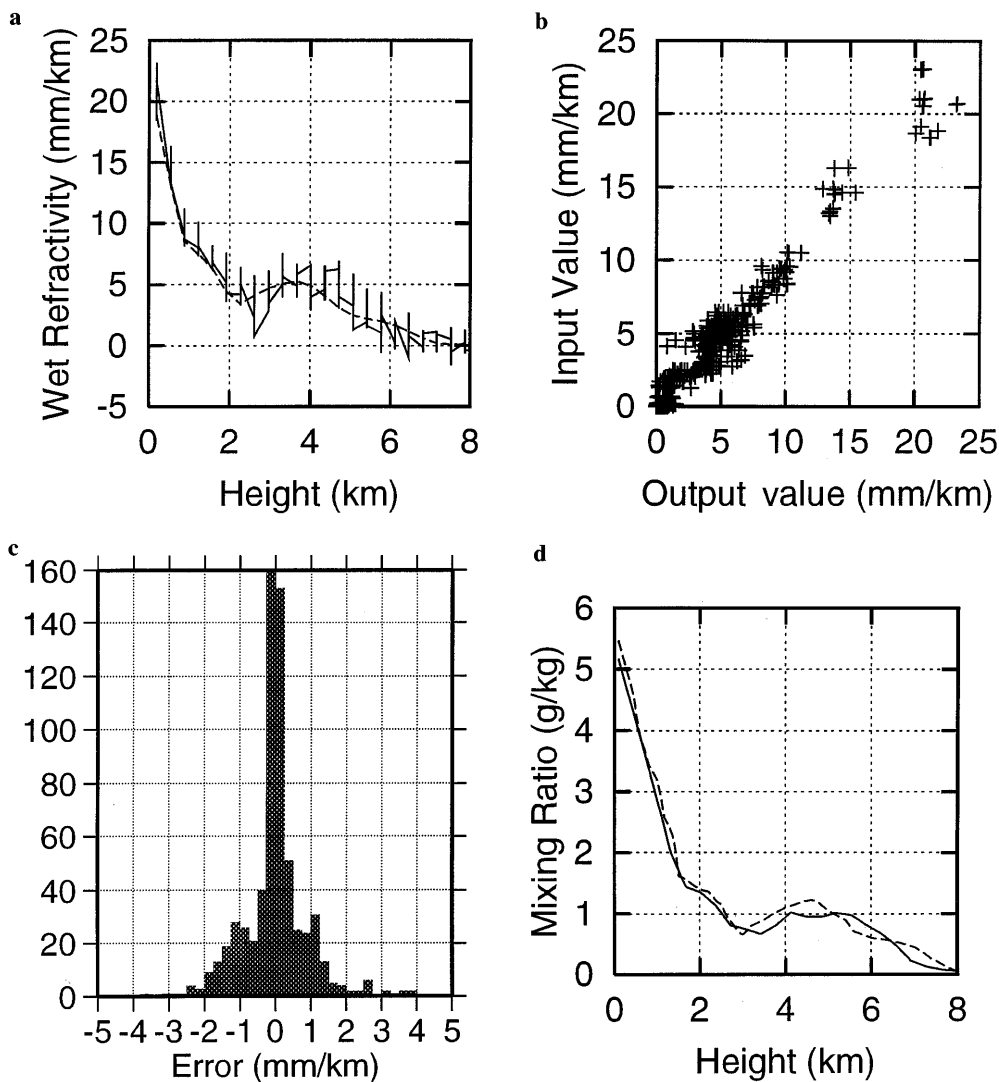 a
25
20
15
10
5
0
-5
Wet Refractivity (mm/km)
0 2 4 6 8
Height (km)
b
25
20
15
10
5
0
Input Value (mm/km)
0 5 10 15 20 25
Output value (mm/km)
c
160
140
120
100
80
60
40
20
0
-5 -4 -3 -2 -1 0 1 2 3 4 5
Error (mm/km)
d
6
5
4
3
2
1
0
Mixing Ratio (g/kg)
0 2 4 6 8
Height (km)